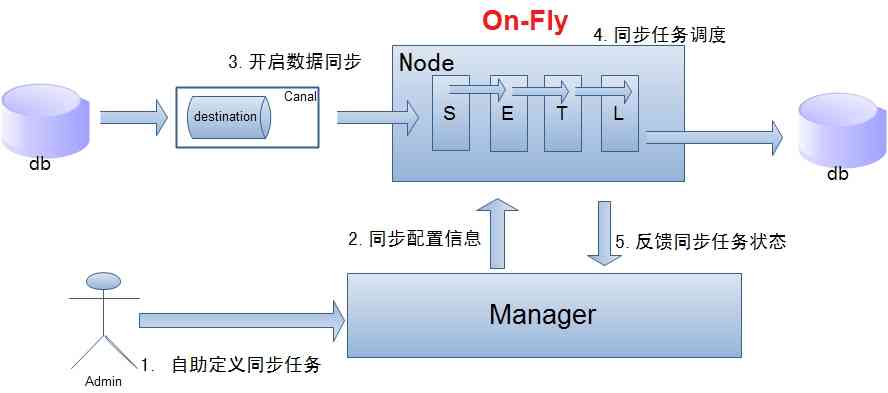 On-Fly
4. 同步任务调度
3. 开启数据同步
Node
Canal
destination
S
E
T
L
db
db
2. 同步配置信息
5. 反馈同步任务状态
Manager
1. 自助定义同步任务
Admin